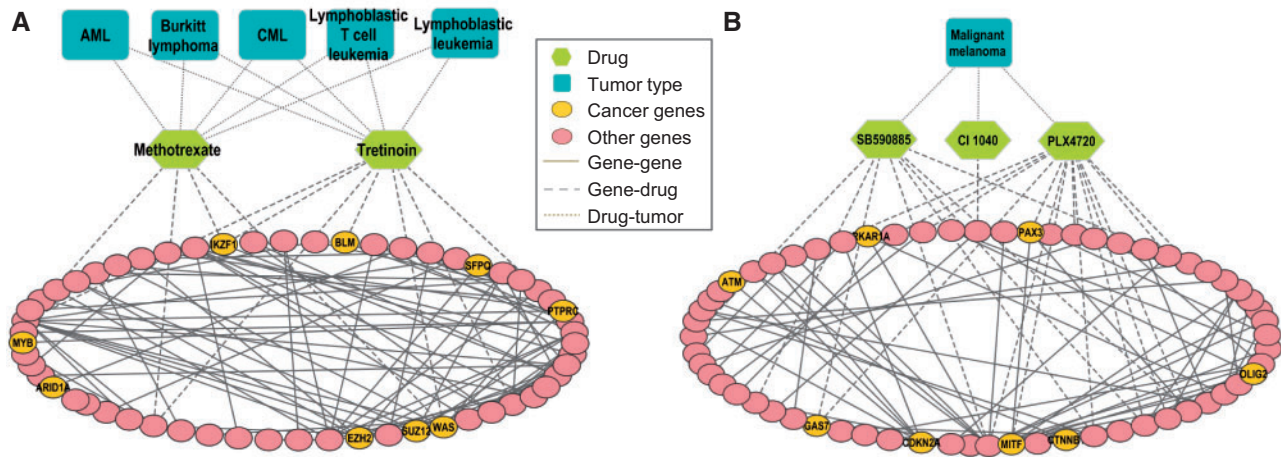 A
AML
Burkitt
lymphoma
CML
Lymphoblastic
T cell
leukemia
Lymphoblastic
leukemia
Methotrexate
Tretinoin
IKZF1
BLM
SFPQ
PTPRC
MYB
ARID1A
EZH2
SUZ12
WAS
Drug
Tumor type
Cancer genes
Other genes
Gene-gene
Gene-drug
Drug-tumor
B
Malignant
melanoma
SB590885
CI 1040
PLX4720
PRKAR1A
PAX3
ATM
OLIG2
GAS7
CDKN2A
MITF
CTNNB